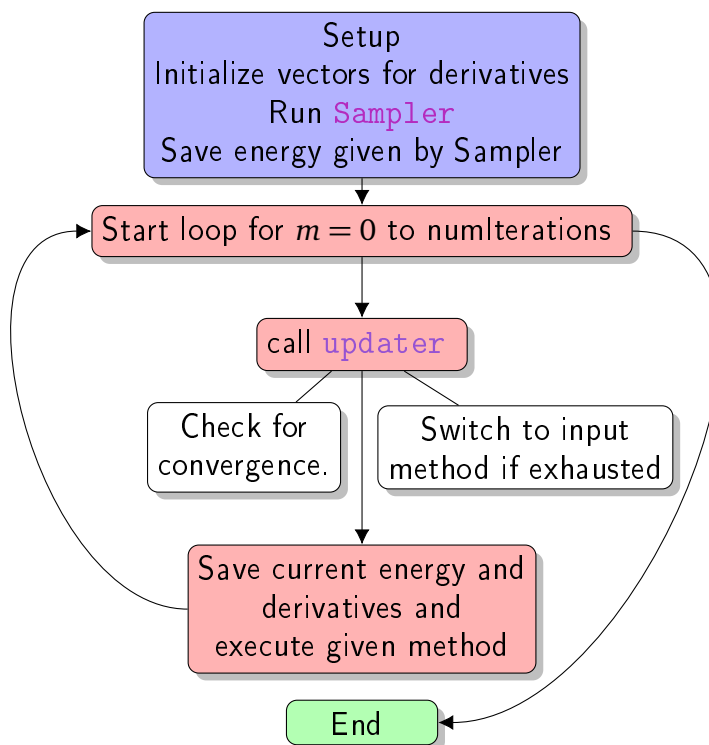 Setup
Initialize vectors for derivatives
Run Sampler
Save energy given by Sampler
Start loop for m = 0 to numIterations
call updater
Check for
convergence.
Switch to input
method if exhausted
Save current energy and
derivatives and
execute given method
End